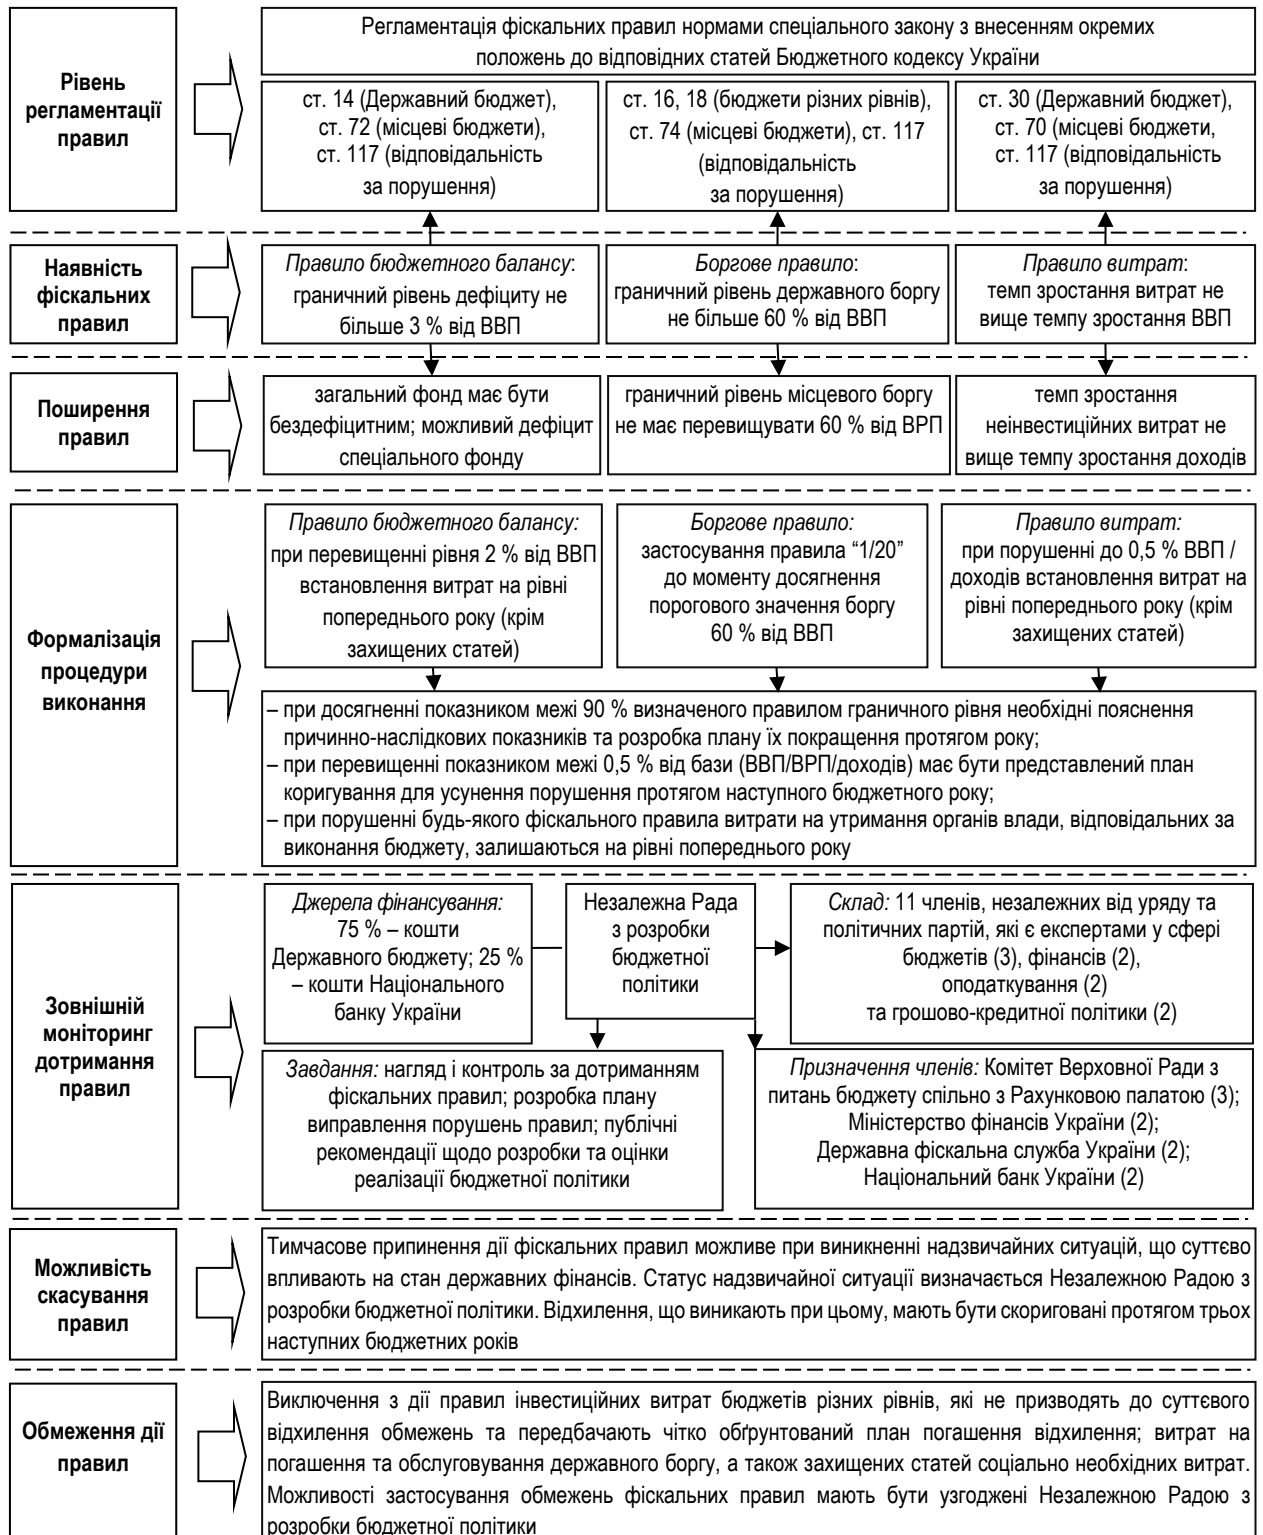 Рівень
регламентації
правил
Регламентація фіскальних правил нормами спеціального закону з внесенням окремих
положень до відповідних статей Бюджетного кодексу України
ст. 14 (Державний бюджет),
ст. 72 (місцеві бюджети),
ст. 117 (відповідальність
за порушення)
ст. 16, 18 (бюджети різних рівнів),
ст. 74 (місцеві бюджети), ст. 117
(відповідальність
за порушення)
ст. 30 (Державний бюджет),
ст. 70 (місцеві бюджети,
ст. 117 (відповідальність
за порушення)
Наявність
фіскальних
правил
Правило бюджетного балансу:
граничний рівень дефіциту не
більше 3 % від ВВП
Боргове правило:
граничний рівень державного боргу
не більше 60 % від ВВП
Правило витрат:
темп зростання витрат не
вище темпу зростання ВВП
Поширення
правил
загальний фонд має бути
бездефіцитним; можливий дефіцит
спеціального фонду
граничний рівень місцевого боргу
не має перевищувати 60 % від ВРП
темп зростання
неінвестиційних витрат не
вище темпу зростання доходів
Формалізація
процедури
виконання
Правило бюджетного балансу:
при перевищенні рівня 2 % від ВВП
встановлення витрат на рівні
попереднього року (крім
захищених статей)
Боргове правило:
застосування правила “1/20”
до моменту досягнення
порогового значення боргу
60 % від ВВП
Правило витрат:
при порушенні до 0,5 % ВВП /
доходів встановлення витрат на
рівні попереднього року (крім
захищених статей)
– при досягненні показником межі 90 % визначеного правилом граничного рівня необхідні пояснення
причинно-наслідкових показників та розробка плану їх покращення протягом року;
– при перевищенні показником межі 0,5 % від бази (ВВП/ВРП/доходів) має бути представлений план
коригування для усунення порушення протягом наступного бюджетного року;
– при порушенні будь-якого фіскального правила витрати на утримання органів влади, відповідальних за
виконання бюджету, залишаються на рівні попереднього року
Зовнішній
моніторинг
дотримання
правил
Джерела фінансування:
75 % – кошти
Державного бюджету; 25 %
– кошти Національного
банку України
Незалежна Рада
з розробки
бюджетної
політики
Склад: 11 членів, незалежних від уряду та
політичних партій, які є експертами у сфері
бюджетів (3), фінансів (2),
оподаткування (2)
та грошово-кредитної політики (2)
Завдання: нагляд і контроль за дотриманням
фіскальних правил; розробка плану
виправлення порушень правил; публічні
рекомендації щодо розробки та оцінки
реалізації бюджетної політики
Призначення членів: Комітет Верховної Ради з
питань бюджету спільно з Рахунковою палатою (3);
Міністерство фінансів України (2);
Державна фіскальна служба України (2);
Національний банк України (2)
Можливість
скасування
правил
Тимчасове припинення дії фіскальних правил можливе при виникненні надзвичайних ситуацій, що суттєво
впливають на стан державних фінансів. Статус надзвичайної ситуації визначається Незалежною Радою з
розробки бюджетної політики. Відхилення, що виникають при цьому, мають бути скориговані протягом трьох
наступних бюджетних років
Обмеження дії
правил
Виключення з дії правил інвестиційних витрат бюджетів різних рівнів, які не призводять до суттєвого
відхилення обмежень та передбачають чітко обґрунтований план погашення відхилення; витрат на
погашення та обслуговування державного боргу, а також захищених статей соціально необхідних витрат.
Можливості застосування обмежень фіскальних правил мають бути узгоджені Незалежною Радою з
розробки бюджетної політики